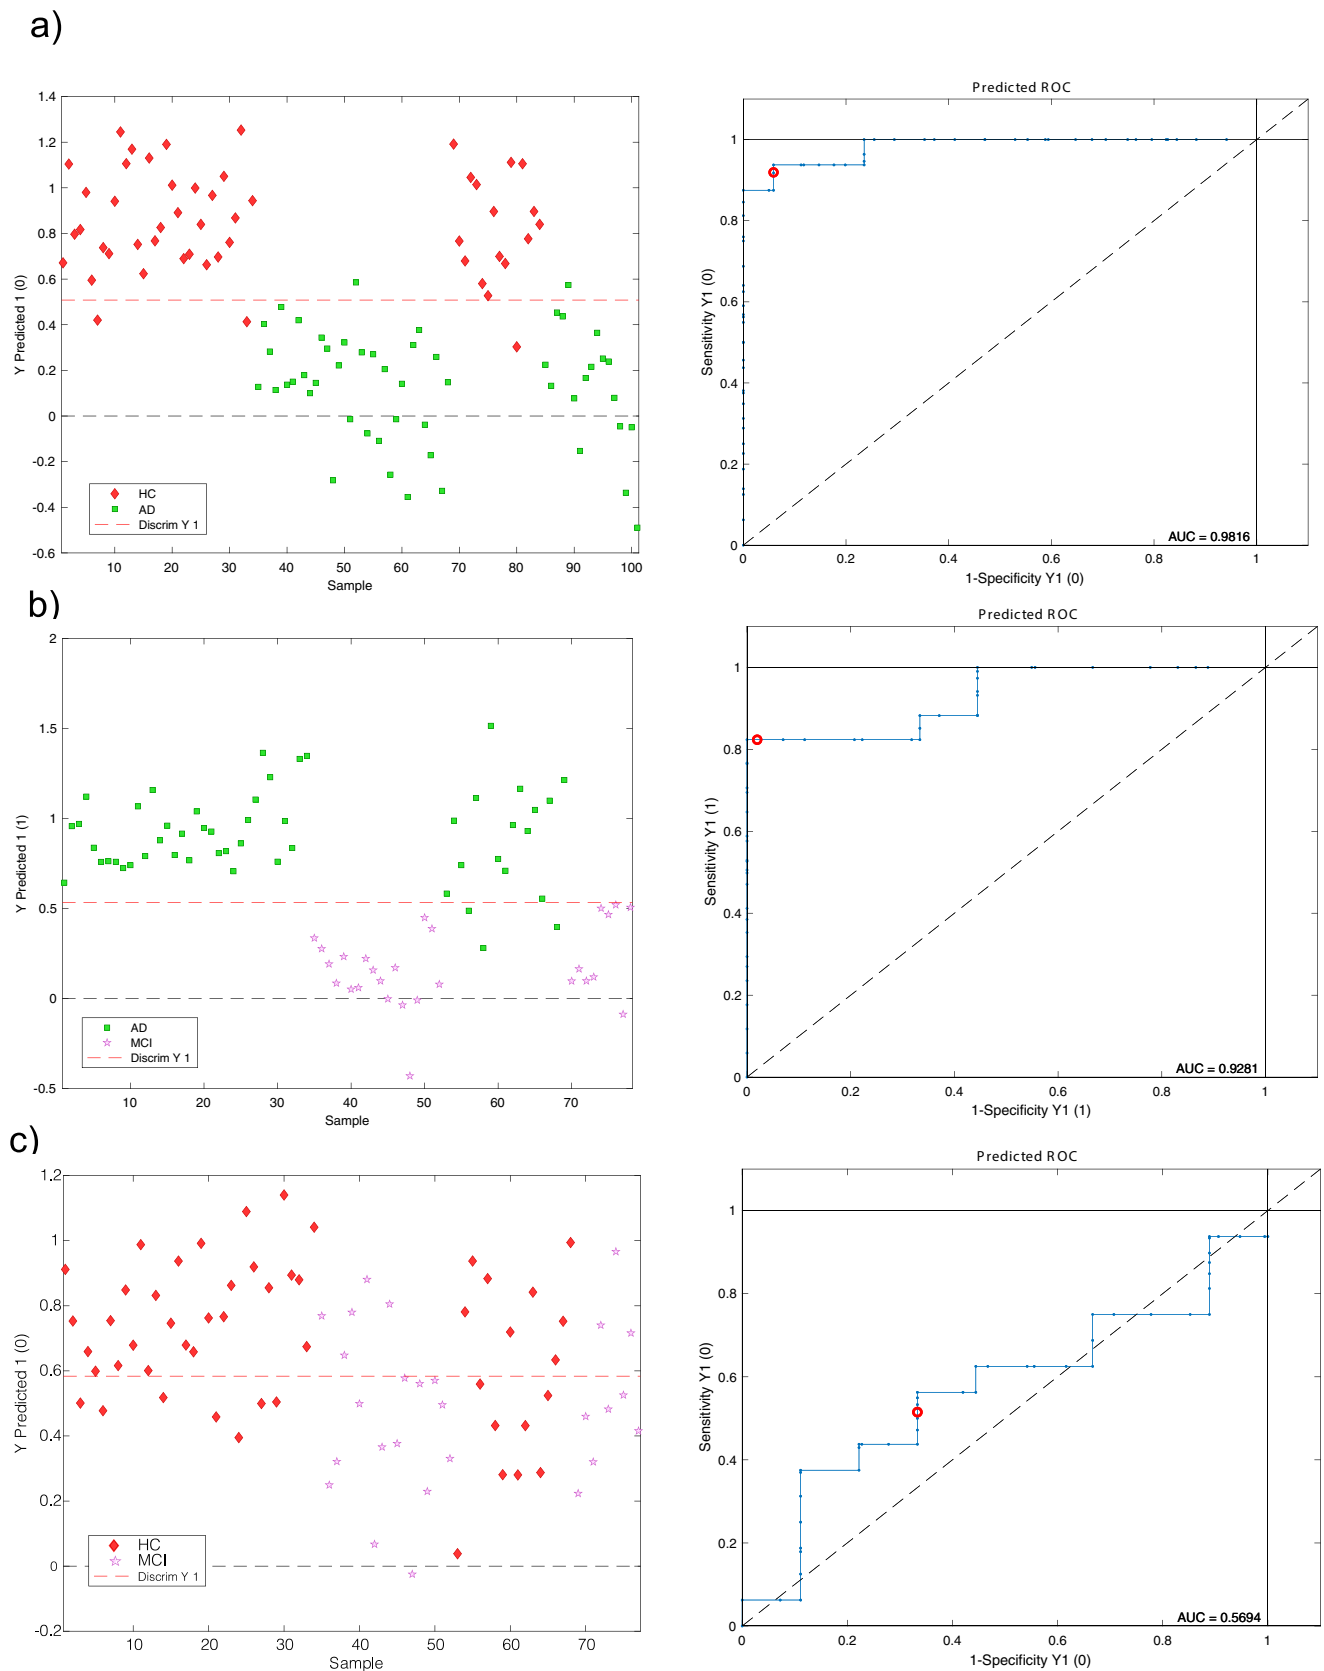 a)
Predicted ROC
1.4
1.2
1
0.8
0.6
0.4
0.2
0
-0.2
-0.4
-0.6
Y Predicted 1 (0)
HC
AD
Discrim Y 1
10 20 30 40 50 60 70 80 90 100
Sample
1
0.8
0.6
0.4
0.2
0
Sensitivity Y1 (0)
AUC = 0.9816
0.2 0.4 0.6 0.8 1
1-Specificity Y1 (0)
b)
Predicted ROC
2
1.5
1
0.5
0
-0.5
Y Predicted 1 (1)
AD
MCI
Discrim Y 1
10 20 30 40 50 60 70
Sample
1
0.8
0.6
0.4
0.2
0
Sensitivity Y1 (1)
AUC = 0.9281
0 0.2 0.4 0.6 0.8 1
1-Specificity Y1 (1)
c)
Predicted ROC
1.2
1
0.8
0.6
0.4
0.2
0
-0.2
Y Predicted 1 (0)
HC
MCI
Discrim Y 1
10 20 30 40 50 60 70
Sample
1
0.8
0.6
0.4
0.2
0
Sensitivity Y1 (0)
AUC = 0.5694
0 0.2 0.4 0.6 0.8 1
1-Specificity Y1 (0)